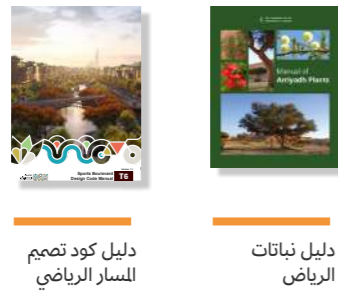 Manual of
Arriyadh Plants
دليل نباتات
الرياض
Sports Boulevard
Design Code Manual
T6
دليل كود تصميم
المسار الرياضي